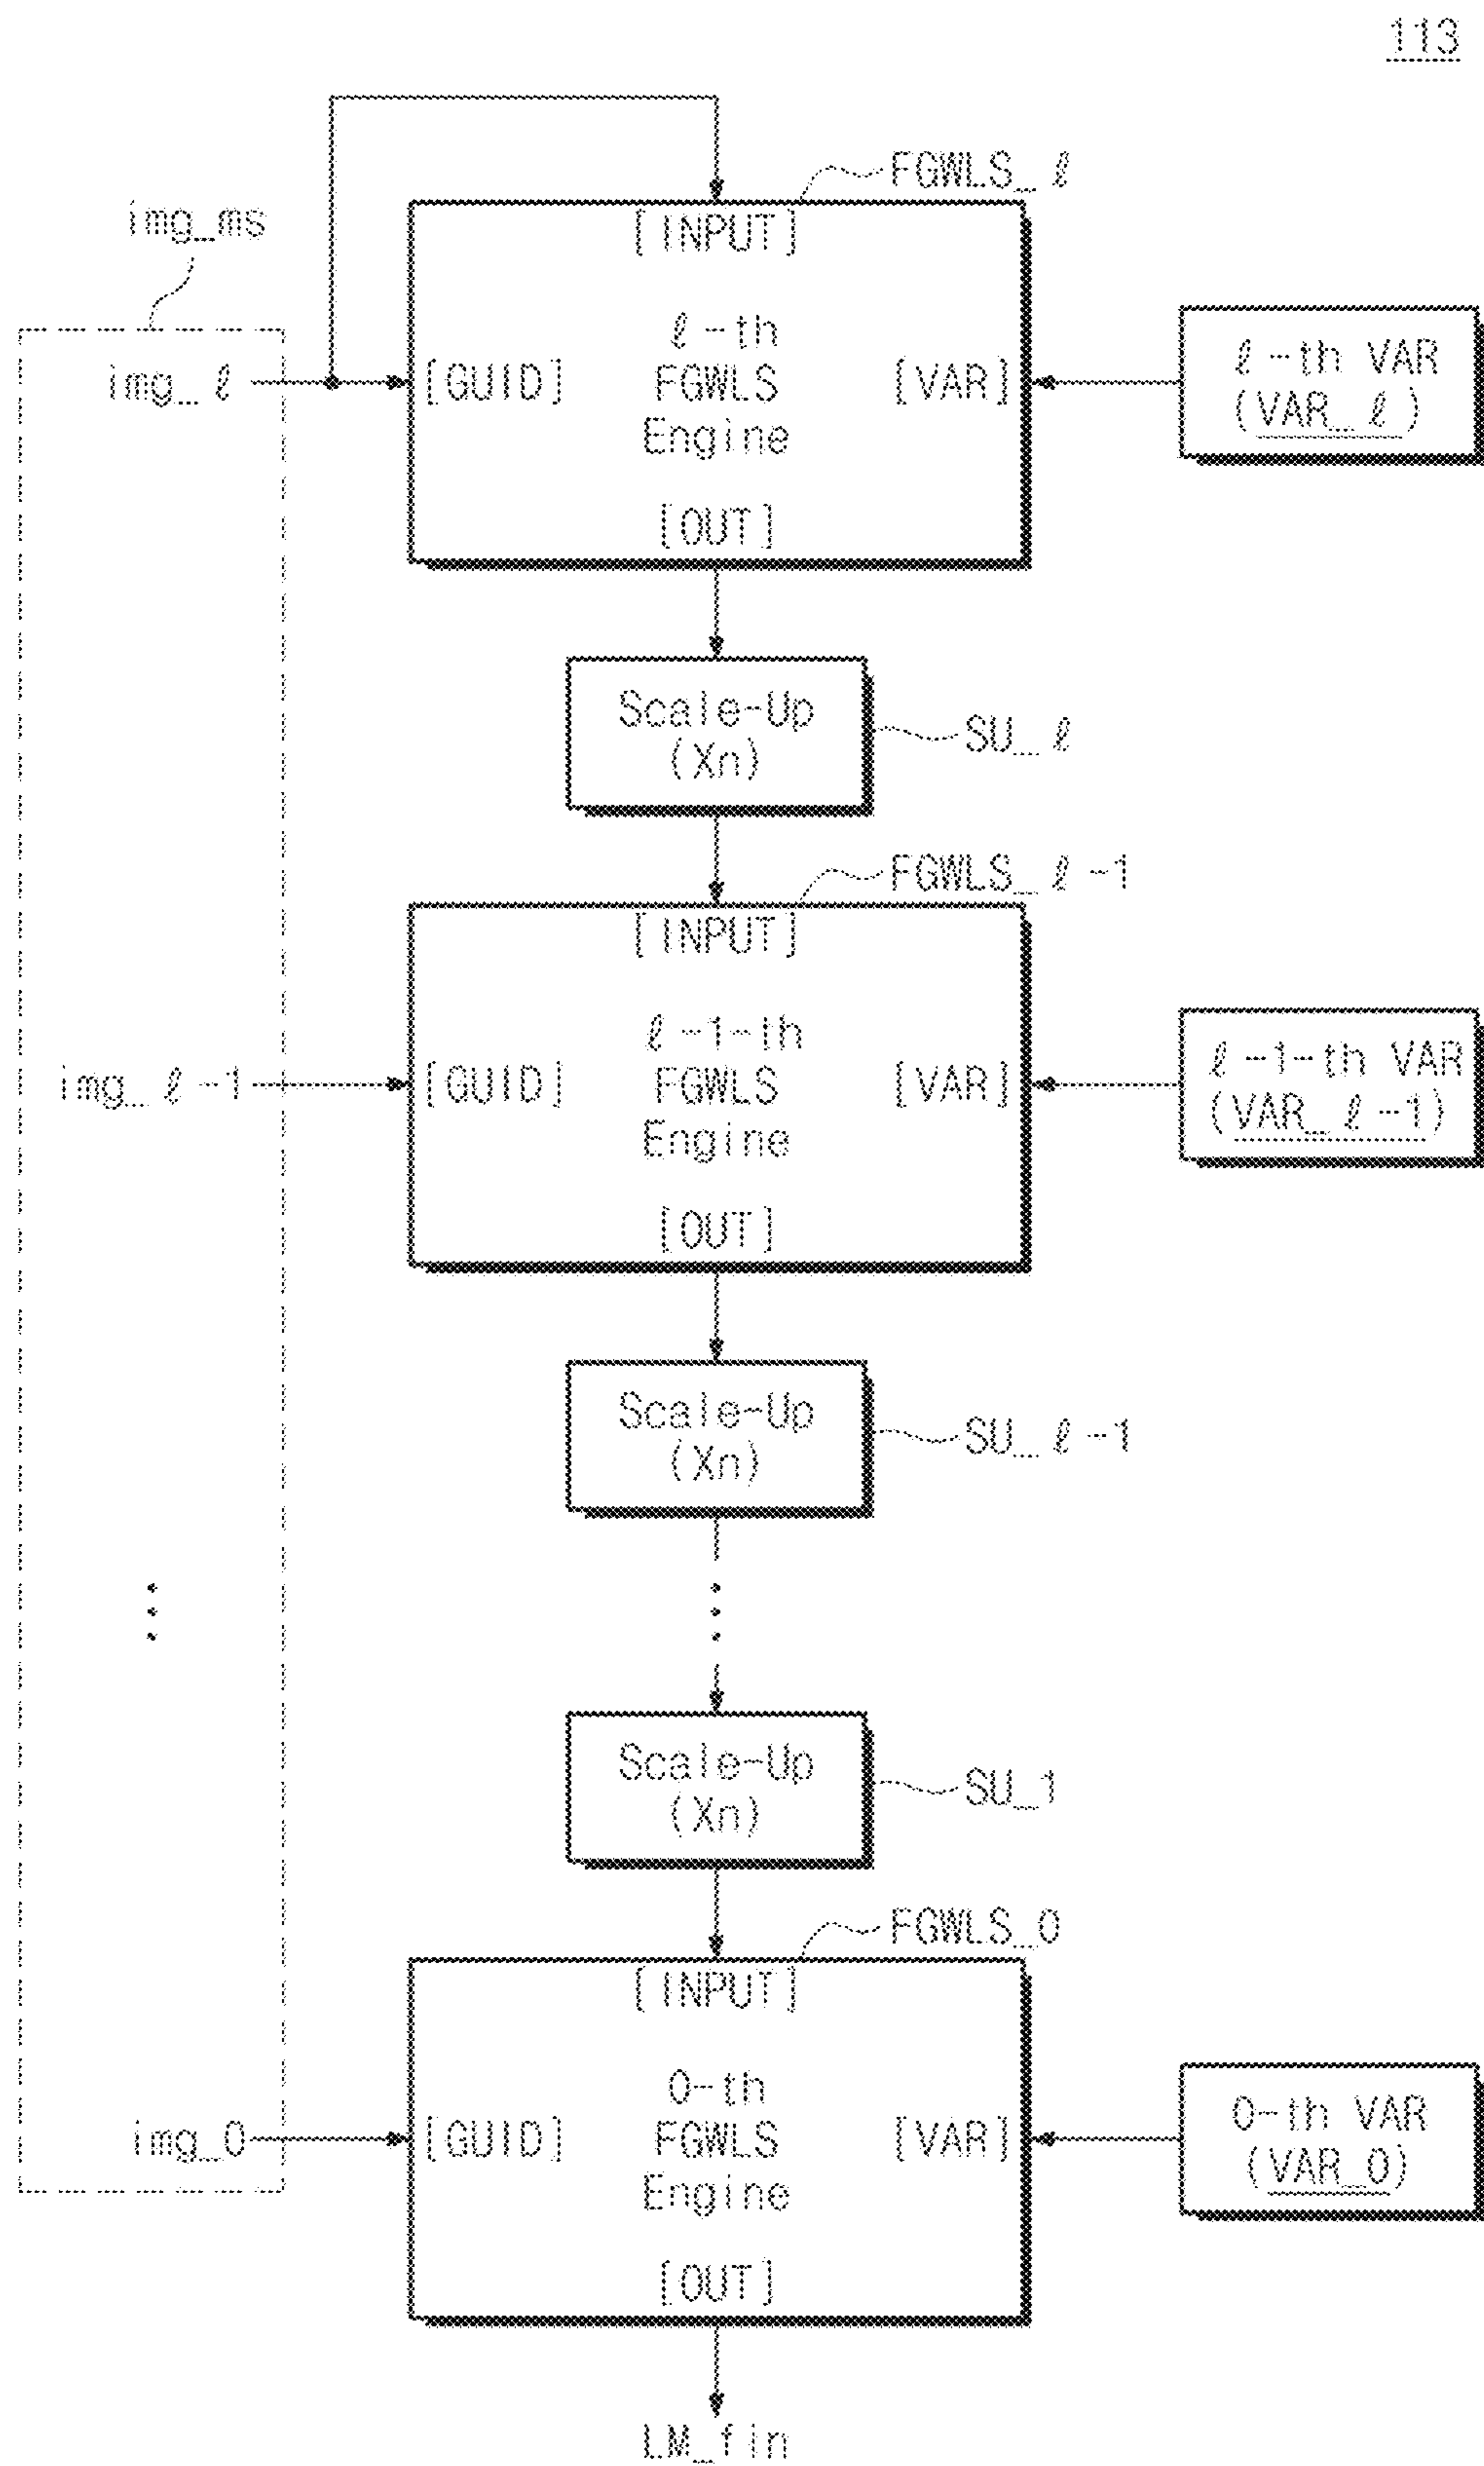 113
FGWLS_ℓ
img_ms
[INPUT]
ℓ-th
FGWLS
Engine
img_ℓ
[GUID]
[VAR]
ℓ-th VAR
(VAR_ℓ)
[OUT]
Scale-Up
(Xn)
SU_ℓ
FGWLS_ℓ-1
[INPUT]
ℓ-1-th
FGWLS
Engine
img_ℓ-1
[GUID]
[VAR]
ℓ-1-th VAR
(VAR_ℓ-1)
[OUT]
Scale-Up
(Xn)
SU_ℓ-1
Scale-Up
(Xn)
SU_1
FGWLS_0
[INPUT]
0-th
FGWLS
Engine
img_0
[GUID]
[VAR]
0-th VAR
(VAR_0)
[OUT]
LM_fin